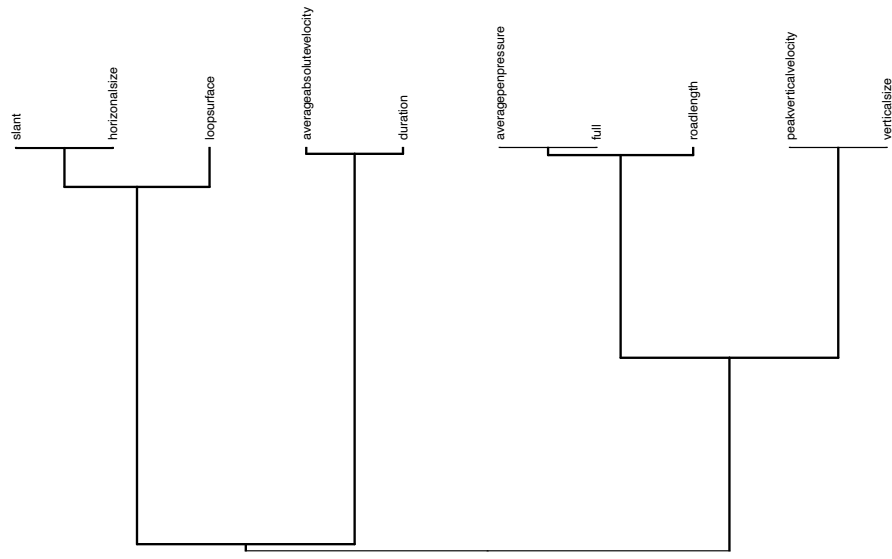 slant
horizonalsize
loopsurface
averageabsolutevelocity
duration
averagepenpressure
full
roadlength
peakverticalvelocity
verticalsize